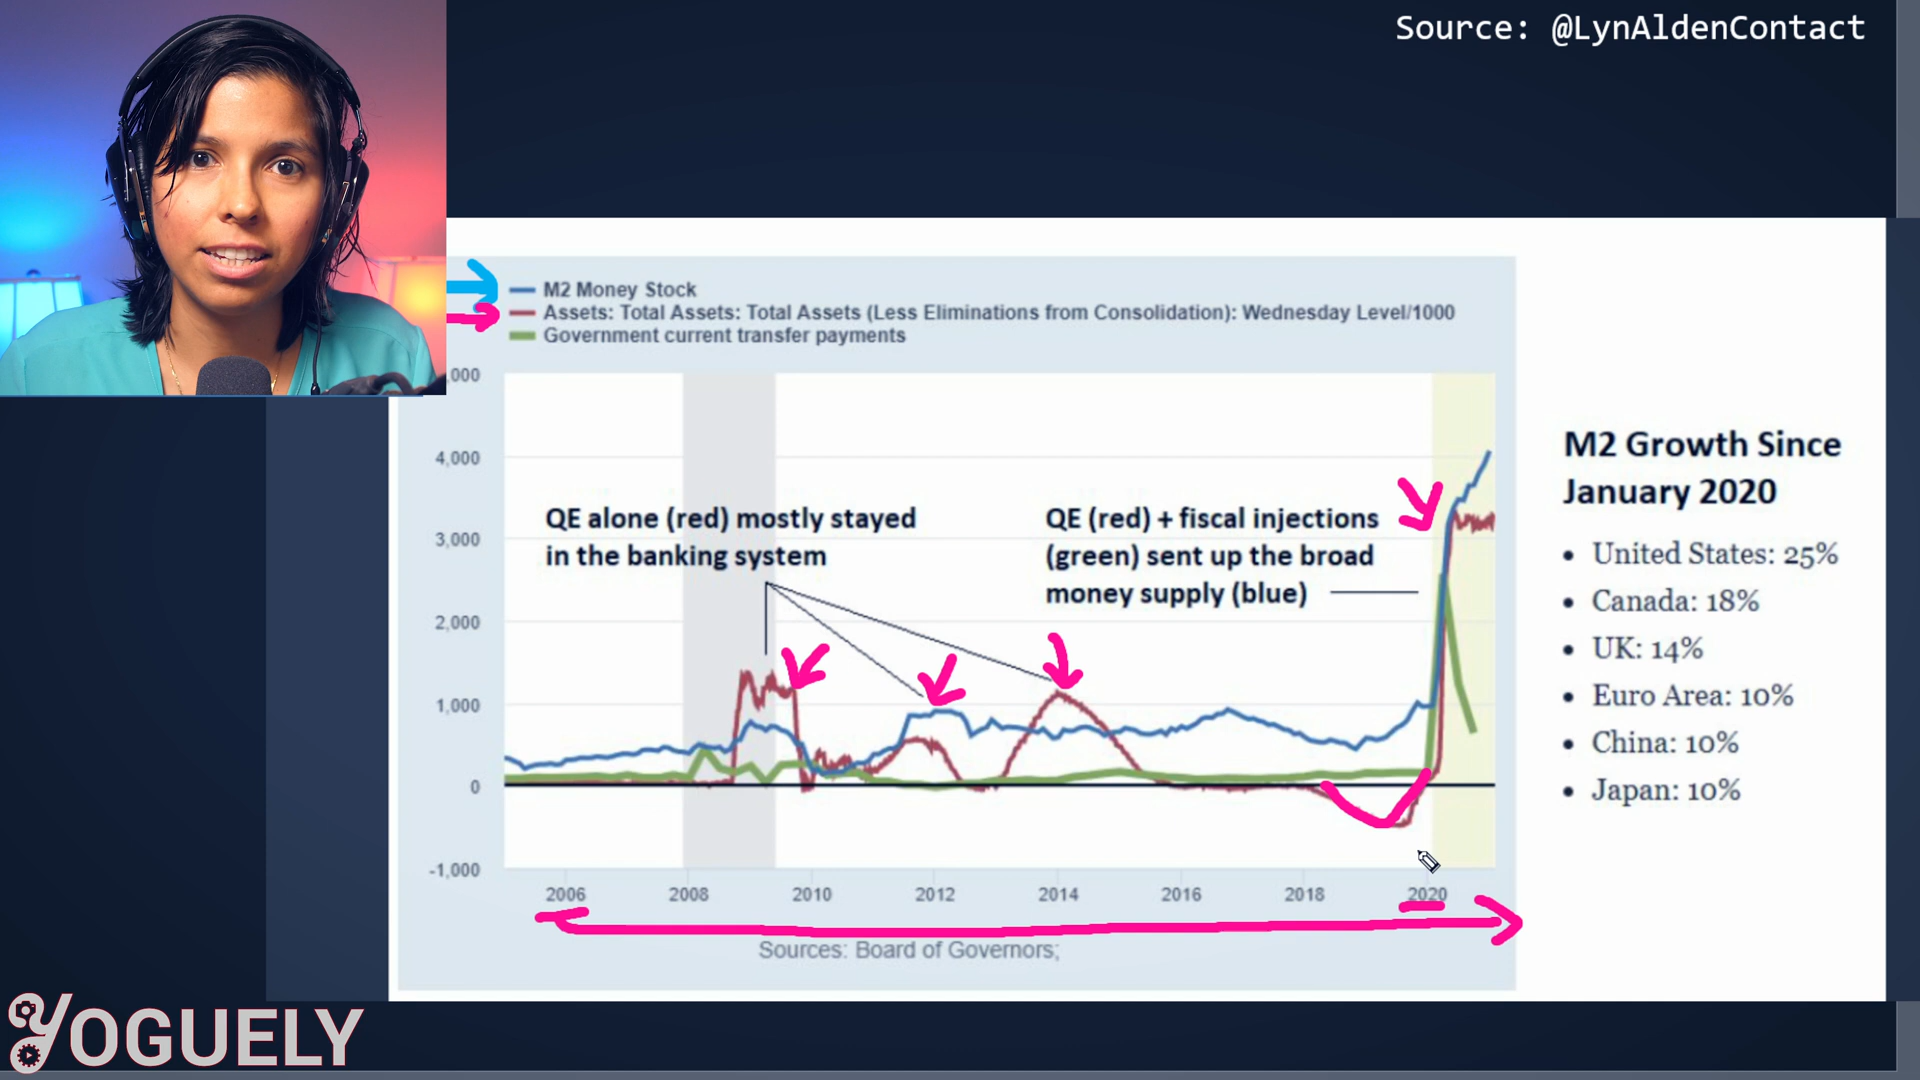 Source: @LynAldenContact
M2 Money Stock
Assets: Total Assets: Total Assets (Less Eliminations from Consolidation): Wednesday Level/1000
Government current transfer payments
,000
4,000
3,000
2,000
1,000
0
-1,000
QE alone (red) mostly stayed
in the banking system
QE (red) + fiscal injections
(green) sent up the broad
money supply (blue)
2006 2008 2010 2012 2014 2016 2018 2020
Sources: Board of Governors;
M2 Growth Since
January 2020
• United States: 25%
• Canada: 18%
• UK: 14%
• Euro Area: 10%
• China: 10%
• Japan: 10%
YOGUELY